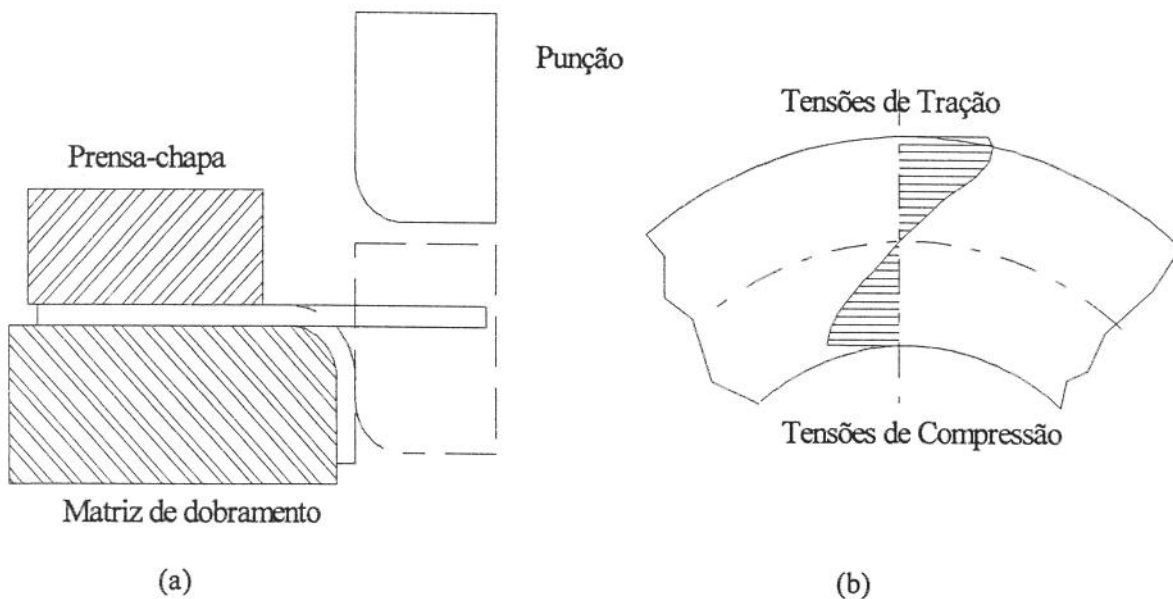 Punção
Tensões de Tração
Prensa-chapa
Tensões de Compressão
Matriz de dobramento
(a)
(b)